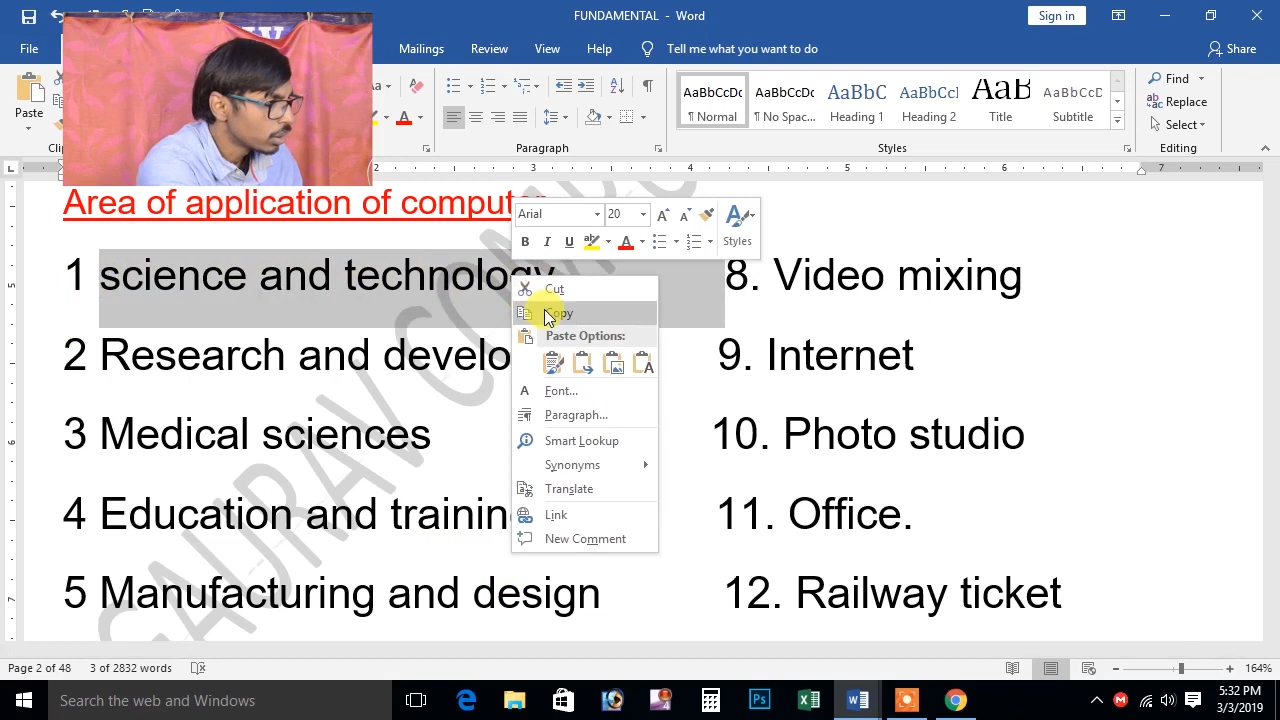 FUNDAMENTAL - Word
Sign in
File
Mailings
Review
View
Help
Tell me what you want to do
Share
Paste
Paragraph
AaBbCcDc
¶ Normal
AaBbCcDc
¶ No Spac...
AaBbC
Heading 1
AaBbCcl
Heading 2
AaB
Title
AaBbCcD
Subtitle
Styles
Find
Replace
Select
Editing
Area of application of
Arial
20
Styles
1 science and technology
8. Video mixing
2 Research and develo
9. Internet
3 Medical sciences
10. Photo studio
4 Education and training
11. Office.
5 Manufacturing and design
12. Railway ticket
Cut
Copy
Paste Options:
Font...
Paragraph...
Smart Lookup
Synonyms
Translate
Link
New Comment
GAURAV
Page 2 of 48
3 of 2832 words
164%
Search the web and Windows
5:32 PM
3/3/2019